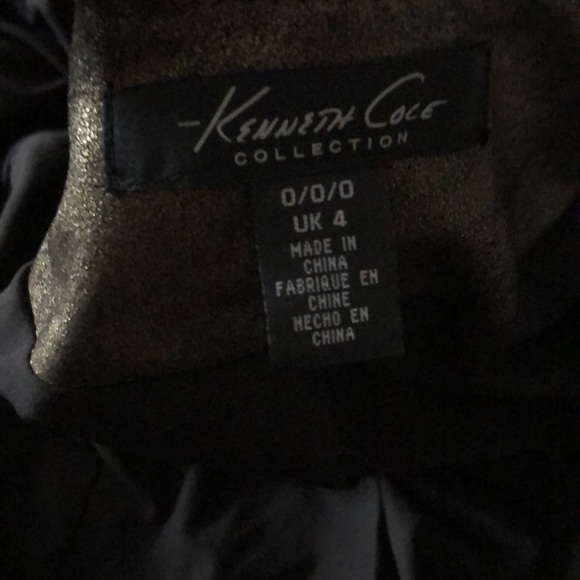 KENNETH COLE
COLLECTION
0/0/0
UK 4
MADE IN
CHINA
FABRIQUE EN
CHINE
HECHO EN
CHINA